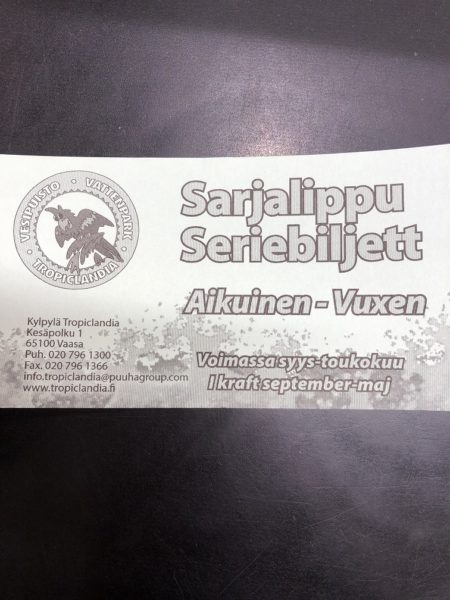 VESIPUISTO • VATTENPARK •
TROPICLANDIA
Sarjalippu
Seriebiljett
Aikuinen - Vuxen
Kylpylä Tropiclandia
Kesäpolku 1
65100 Vaasa
Puh. 020 796 1300
Fax. 020 796 1366
info.tropiclandia@puuhagroup.com
www.tropiclandia.fi
Voimassa syys-toukokuu
I kraft september-maj